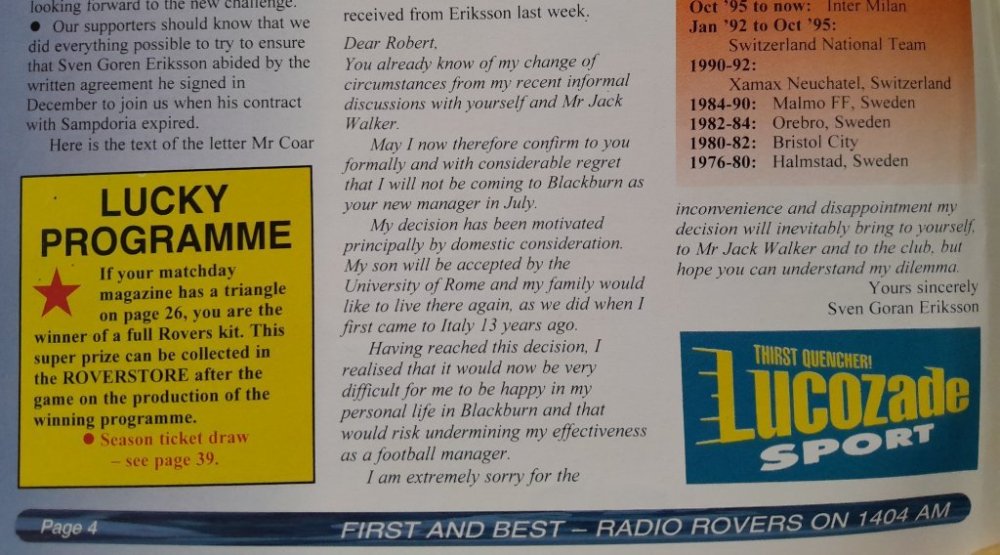 looking forward to the new challenge.
● Our supporters should know that we
did everything possible to try to ensure
that Sven Goren Eriksson abided by the
written agreement he signed in
December to join us when his contract
with Sampdoria expired.
Here is the text of the letter Mr Coar
LUCKY
PROGRAMME
If your matchday
magazine has a triangle
on page 26, you are the
winner of a full Rovers kit. This
super prize can be collected in
the ROVERSTORE after the
game on the production of the
winning programme.
● Season ticket draw
– see page 39.
received from Eriksson last week.
Dear Robert,
You already know of my change of
circumstances from my recent informal
discussions with yourself and Mr Jack
Walker.
May I now therefore confirm to you
formally and with considerable regret
that I will not be coming to Blackburn as
your new manager in July.
My decision has been motivated
principally by domestic consideration.
My son will be accepted by the
University of Rome and my family would
like to live there again, as we did when I
first came to Italy 13 years ago.
Having reached this decision, I
realised that it would now be very
difficult for me to be happy in my
personal life in Blackburn and that
would risk undermining my effectiveness
as a football manager.
I am extremely sorry for the
Oct '95 to now: Inter Milan
Jan '92 to Oct '95:
Switzerland National Team
1990-92:
Xamax Neuchatel, Switzerland
1984-90: Malmo FF, Sweden
1982-84: Orebro, Sweden
1980-82: Bristol City
1976-80: Halmstad, Sweden
inconvenience and disappointment my
decision will inevitably bring to yourself,
to Mr Jack Walker and to the club, but
hope you can understand my dilemma.
Yours sincerely
Sven Goran Eriksson
THIRST QUENCHER!
Lucozade
SPORT
Page 4
FIRST AND BEST – RADIO ROVERS ON 1404 AM